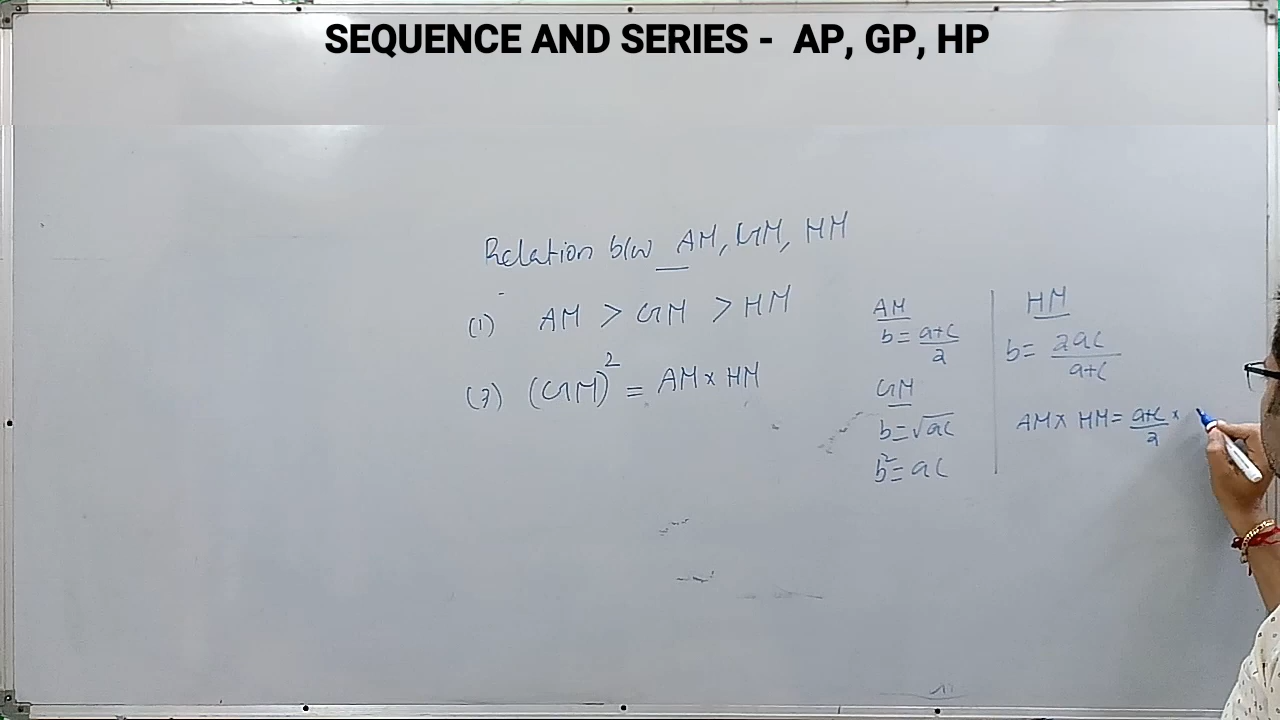 SEQUENCE AND SERIES - AP, GP, HP
Relation b/w AM, GM, HM
(1) AM > GM > HM
(2) (GM)² = AM × HM
AM
b = a+c/2
GM
b = √ac
b² = ac
HM
b = 2ac/a+c
AM × HM = a+c/2 ×